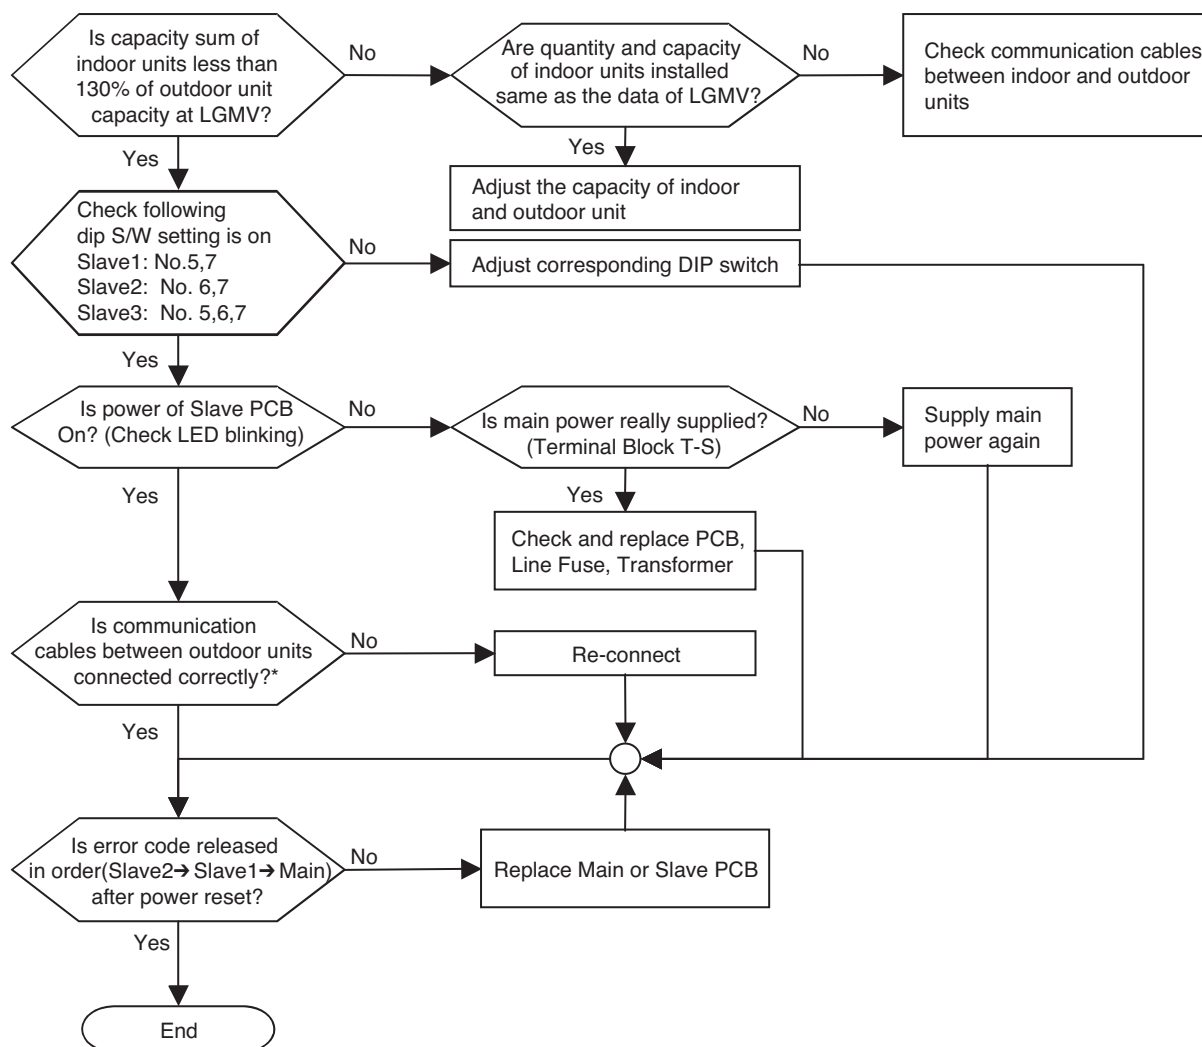 Is capacity sum of
indoor units less than
130% of outdoor unit
capacity at LGMV?
No
Are quantity and capacity
of indoor units installed
same as the data of LGMV?
No
Check communication cables
between indoor and outdoor
units
Yes
Yes
Adjust the capacity of indoor
and outdoor unit
Check following
dip S/W setting is on
Slave1: No.5,7
Slave2: No. 6,7
Slave3: No. 5,6,7
No
Adjust corresponding DIP switch
Yes
Is power of Slave PCB
On? (Check LED blinking)
No
Is main power really supplied?
(Terminal Block T-S)
No
Supply main
power again
Yes
Yes
Check and replace PCB,
Line Fuse, Transformer
Is communication
cables between outdoor units
connected correctly?*
No
Re-connect
Yes
Is error code released
in order(Slave2→Slave1→Main)
after power reset?
No
Replace Main or Slave PCB
Yes
End